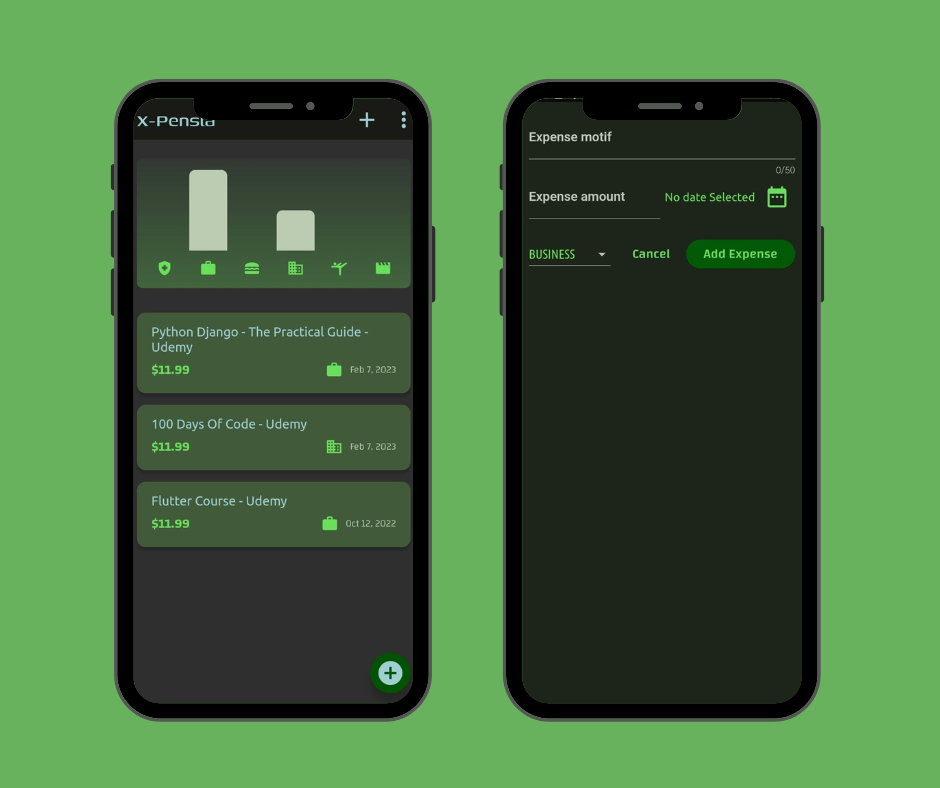 x-Pensia
Python Django - The Practical Guide -
Udemy
$11.99
Feb 7, 2023
100 Days Of Code - Udemy
$11.99
Feb 7, 2023
Flutter Course - Udemy
$11.99
Oct 12, 2022
Expense motif
0/50
Expense amount
No date Selected
BUSINESS
Cancel
Add Expense